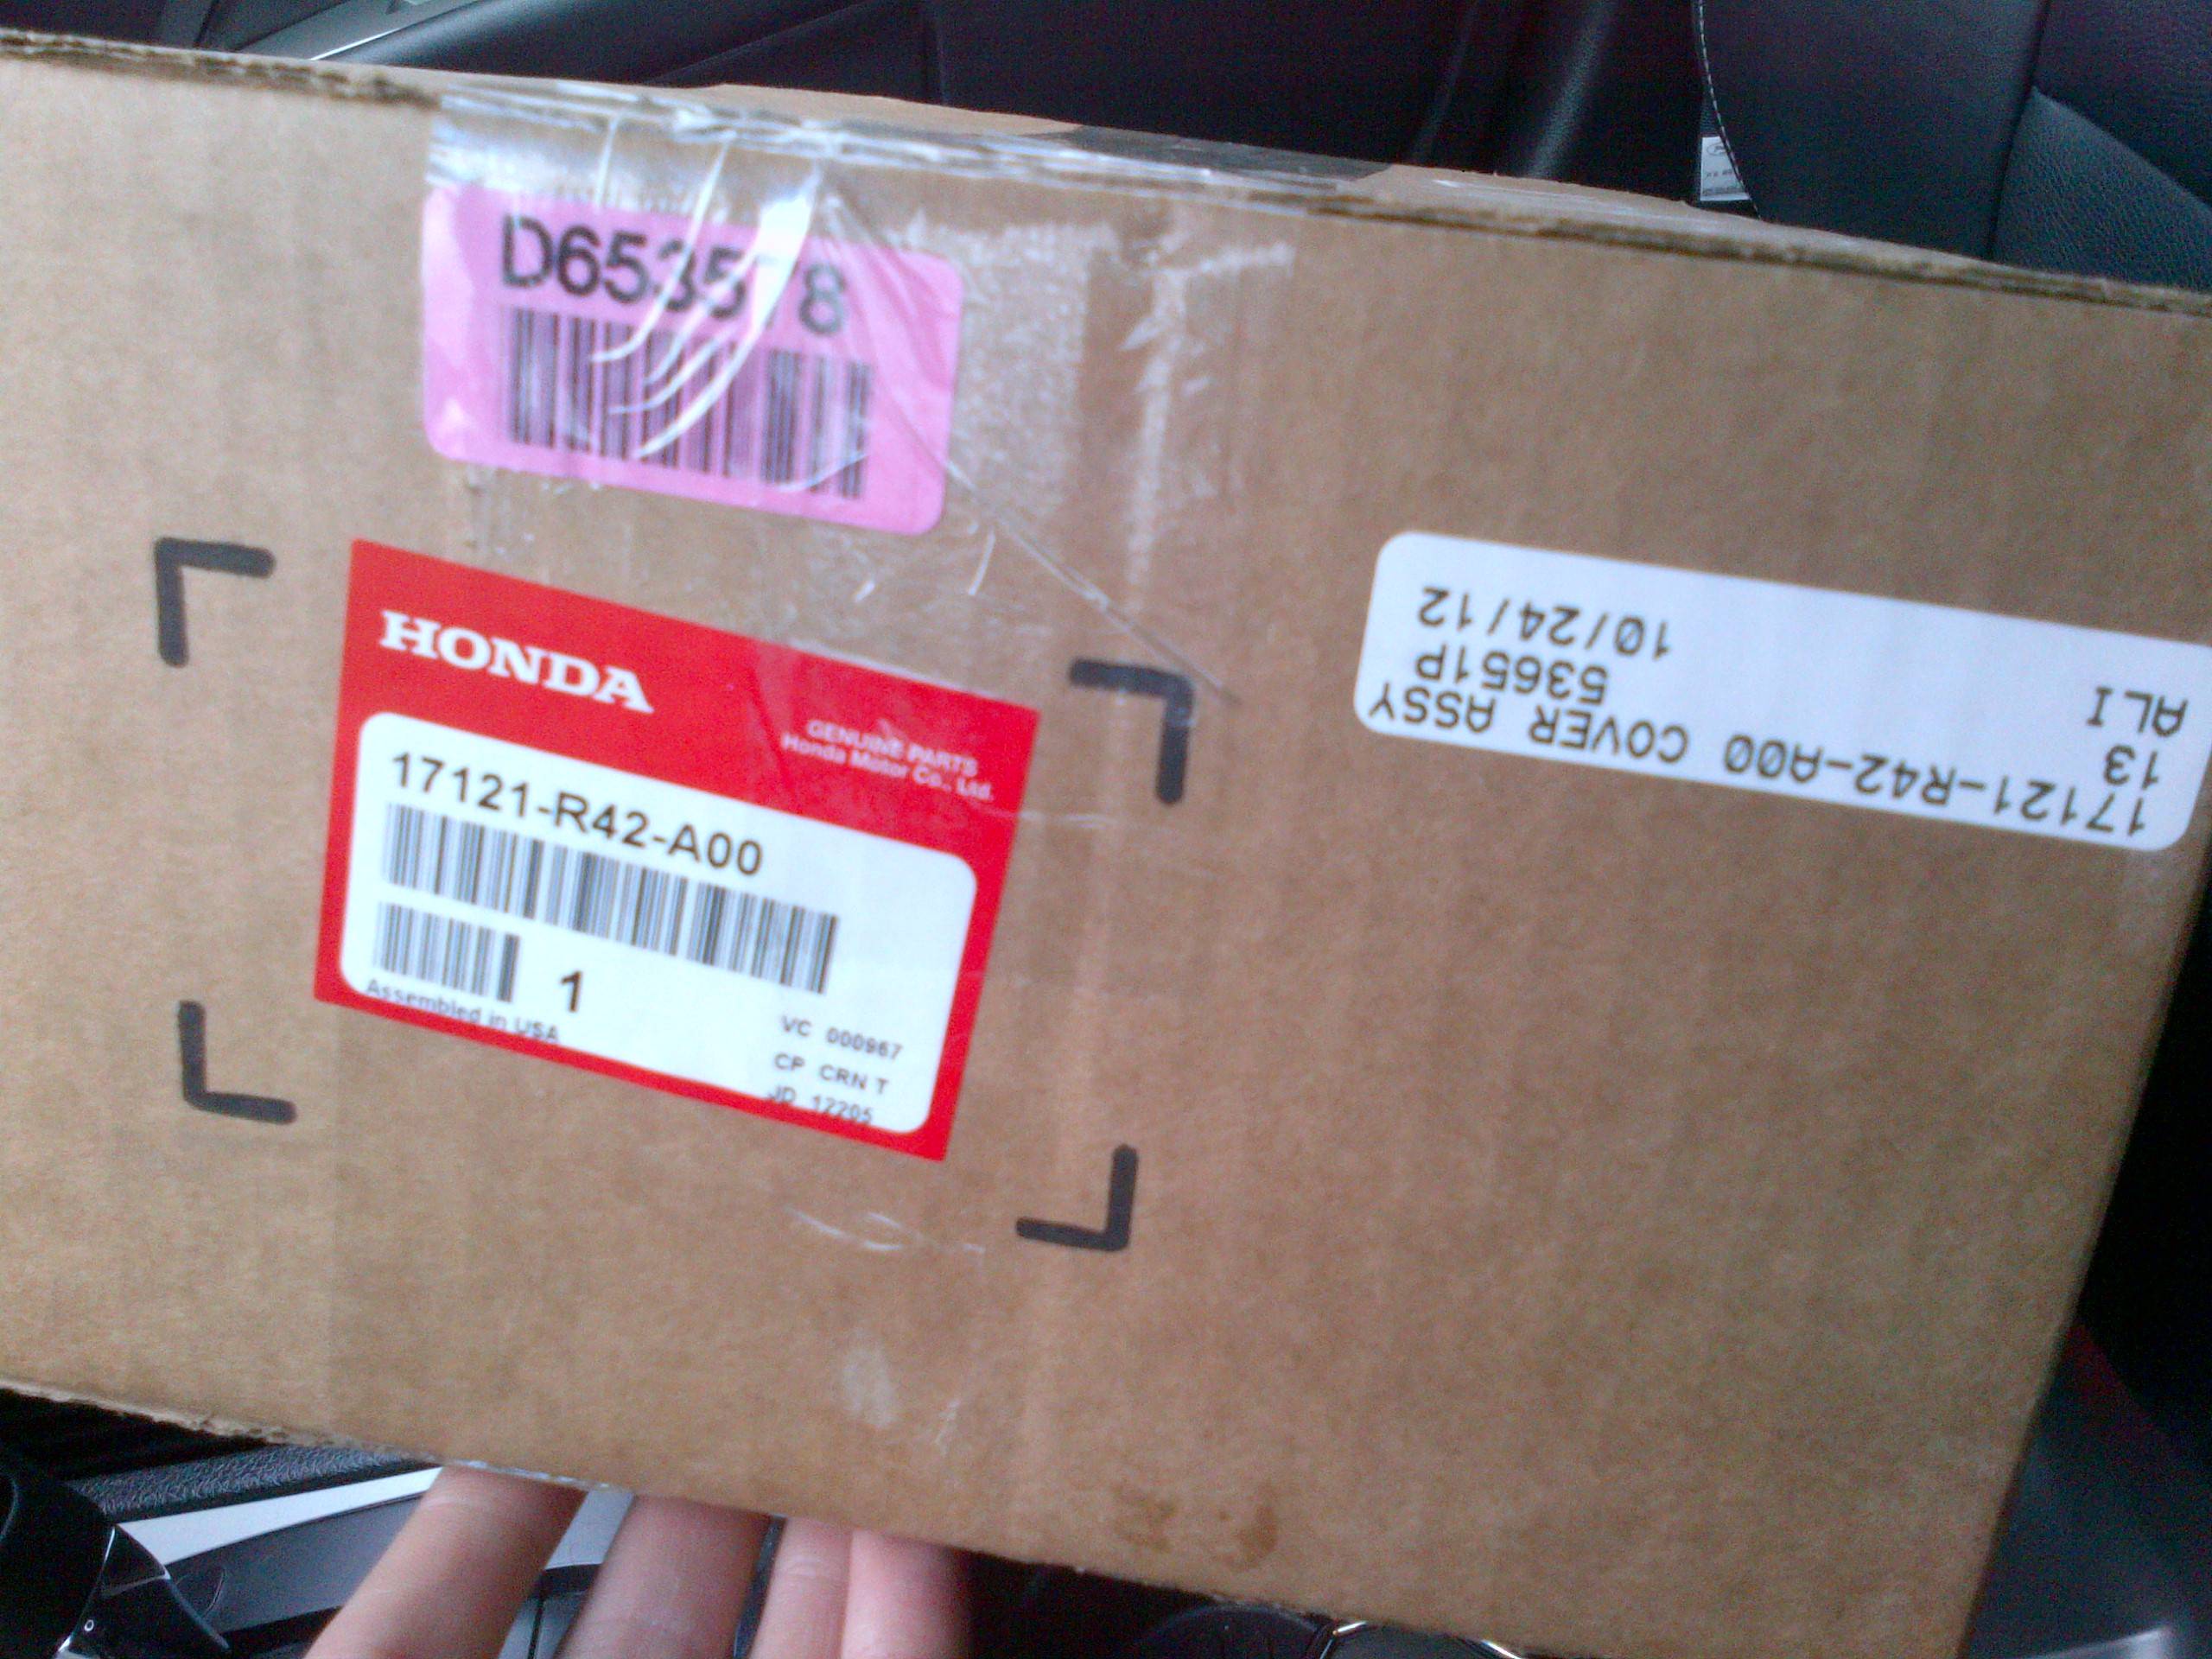 HONDA
GENUINE PARTS
Honda Motor Co., Ltd.
17121-R42-A00
1
Assembled in USA
VC 000967
CP CRN T
JD 12205
17121-R42-A00 COVER ASSY
13 53651P
ALI 10/24/12